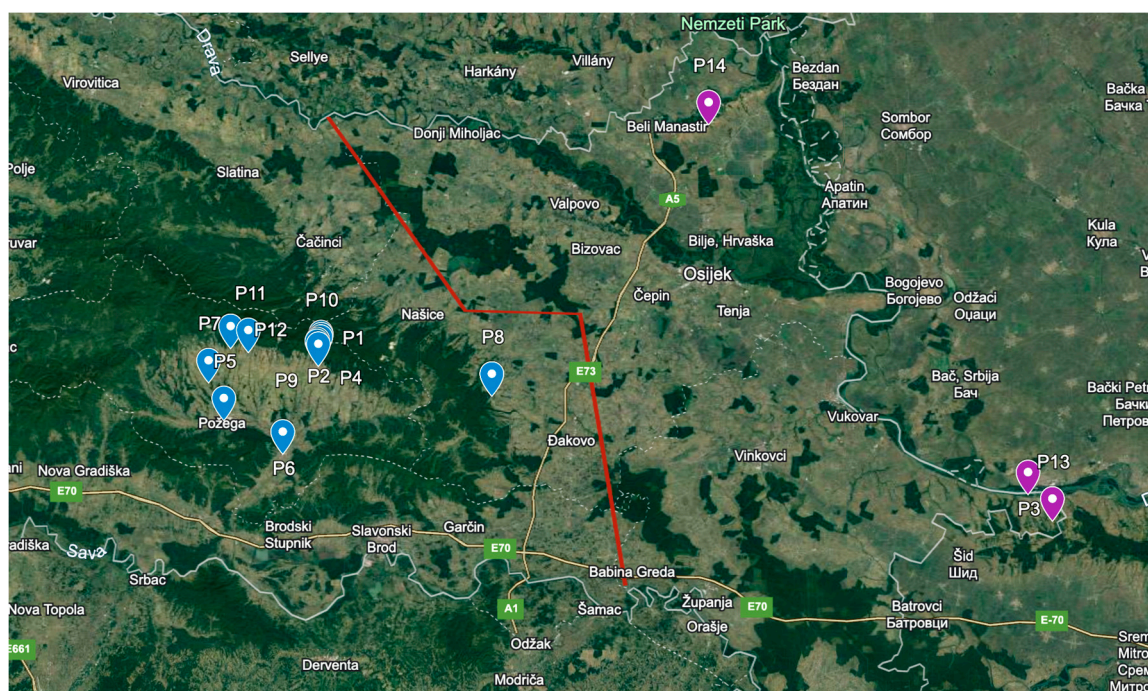 Nemzeti Park
Drava
Sellye
Villány
Harkány
P14
Bezdan
Бездан
Virovitica
Bačka
Бачка
Sombor
Сомбор
Beli Manastir
Donji Miholjac
Slatina
Polje
Apatin
Апатин
A5
Valpovo
Kula
Кула
ruvar
Čačinci
Bizovac
Bilje, Hrvaška
Osijek
Bogojevo
Богојево
Odžaci
Оџаци
Čepin
Tenja
P11
P10
Našice
P7
P12
P1
P8
P5
P9
P2
P4
E73
Bač, Srbija
Бач
Bački Petr
Бачки
Петров
Požega
Vukovar
Đakovo
Vinkovci
P6
P13
Nova Gradiška
E70
P3
Brodski
Stupnik
Slavonski
Brod
Garčin
E70
Sava
Šid
Шид
Srbac
Babina Greda
Nova Topola
A1
Šamac
Županja
E70
Batrovci
Батровци
E-70
Orašje
Odžak
E661
Derventa
Modriča
Srem
Mitro
Срем
Митро